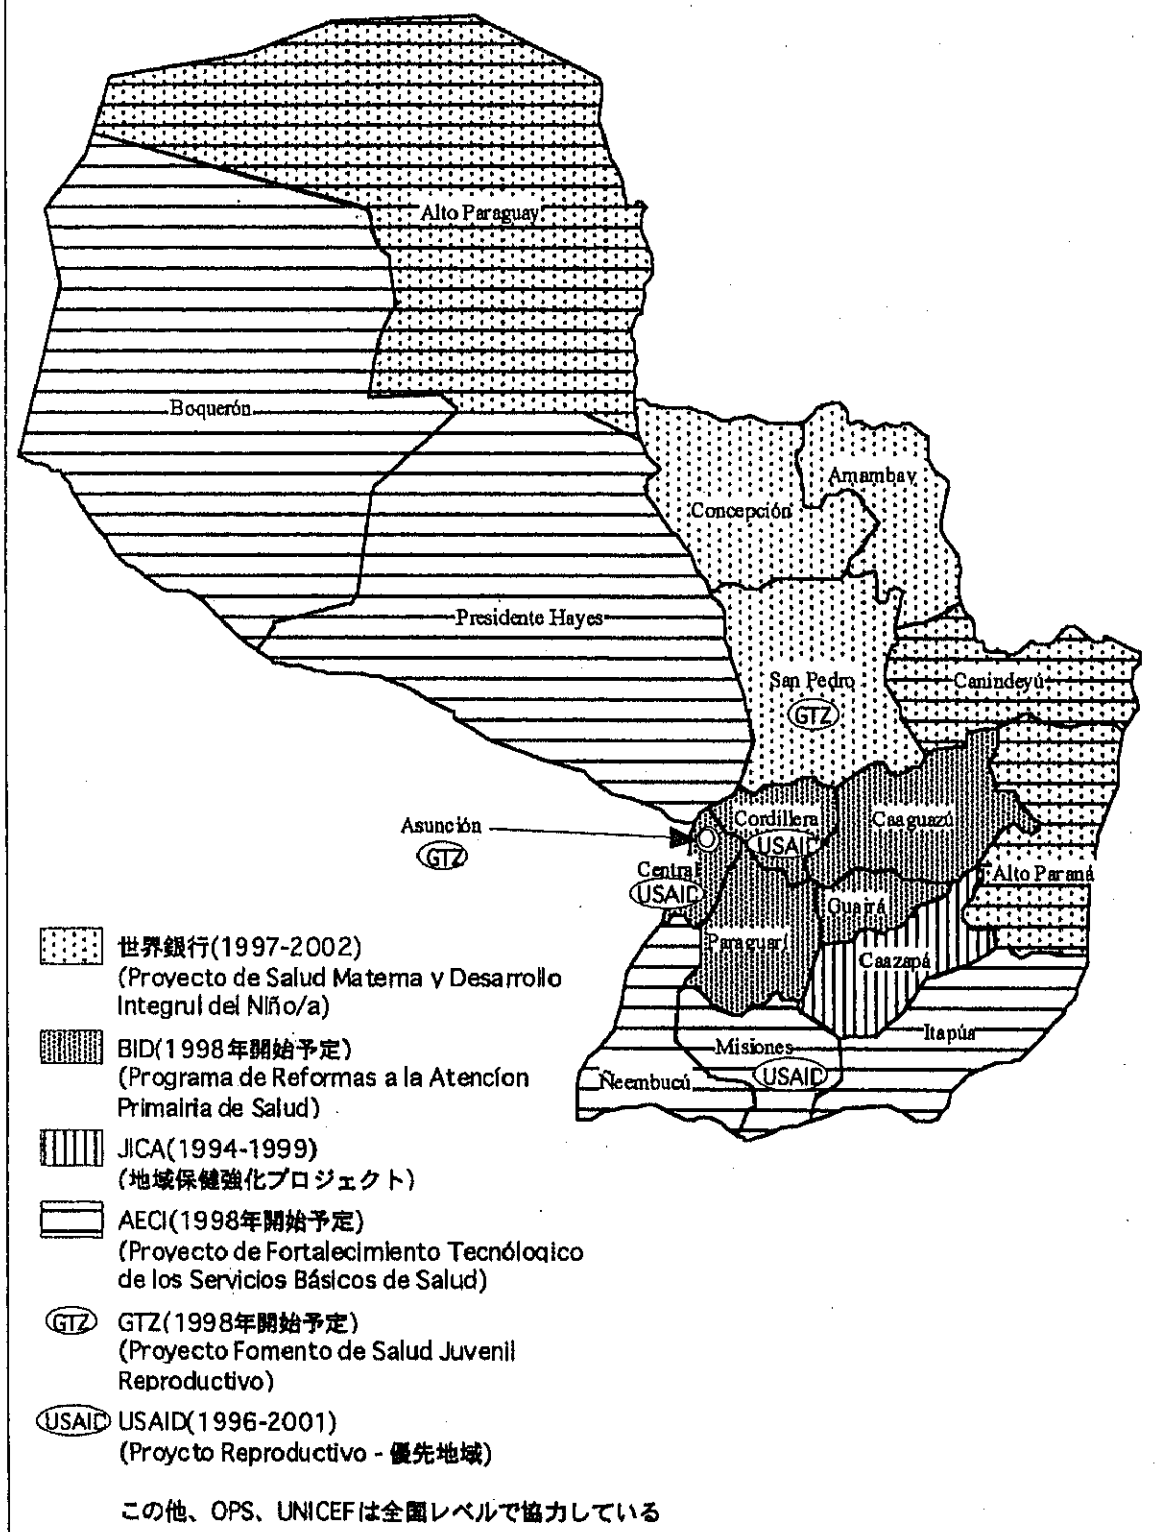 Alto Paraguay
Boquerón
Amambay
Concepción
Presidente Hayes
San Pedro
GTZ
Canindeyú
Asunción
GTZ
Cordillera
USAID
Caaguazú
Central
USAID
Alto Paraná
Guairá
Paraguarí
Caazapá
Itapúa
Misiones
USAID
Ñeembucú
世界銀行(1997-2002)
(Proyecto de Salud Materna y Desarrollo
Integrul del Niño/a)
BID(1998年開始予定)
(Programa de Reformas a la Atencíon
Primairia de Salud)
JICA(1994-1999)
(地域保健強化プロジェクト)
AECI(1998年開始予定)
(Proyecto de Fortalecimiento Tecnólogico
de los Servicios Básicos de Salud)
GTZ GTZ(1998年開始予定)
(Proyecto Fomento de Salud Juvenil
Reproductivo)
USAID USAID(1996-2001)
(Proycto Reproductivo - 優先地域)
この他、OPS、UNICEFは全国レベルで協力している